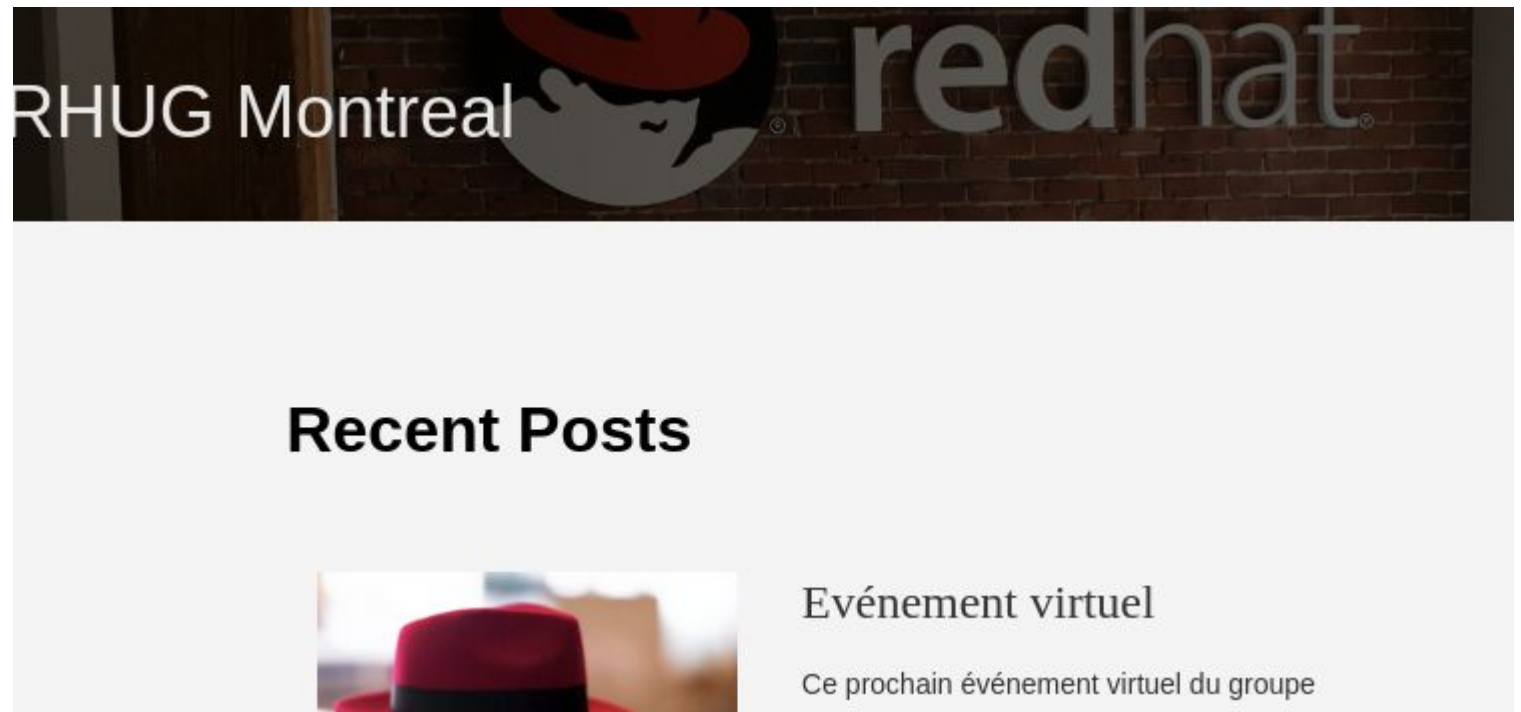 redhat
RHUG Montreal
Recent Posts
Evénement virtuel
Ce prochain événement virtuel du groupe